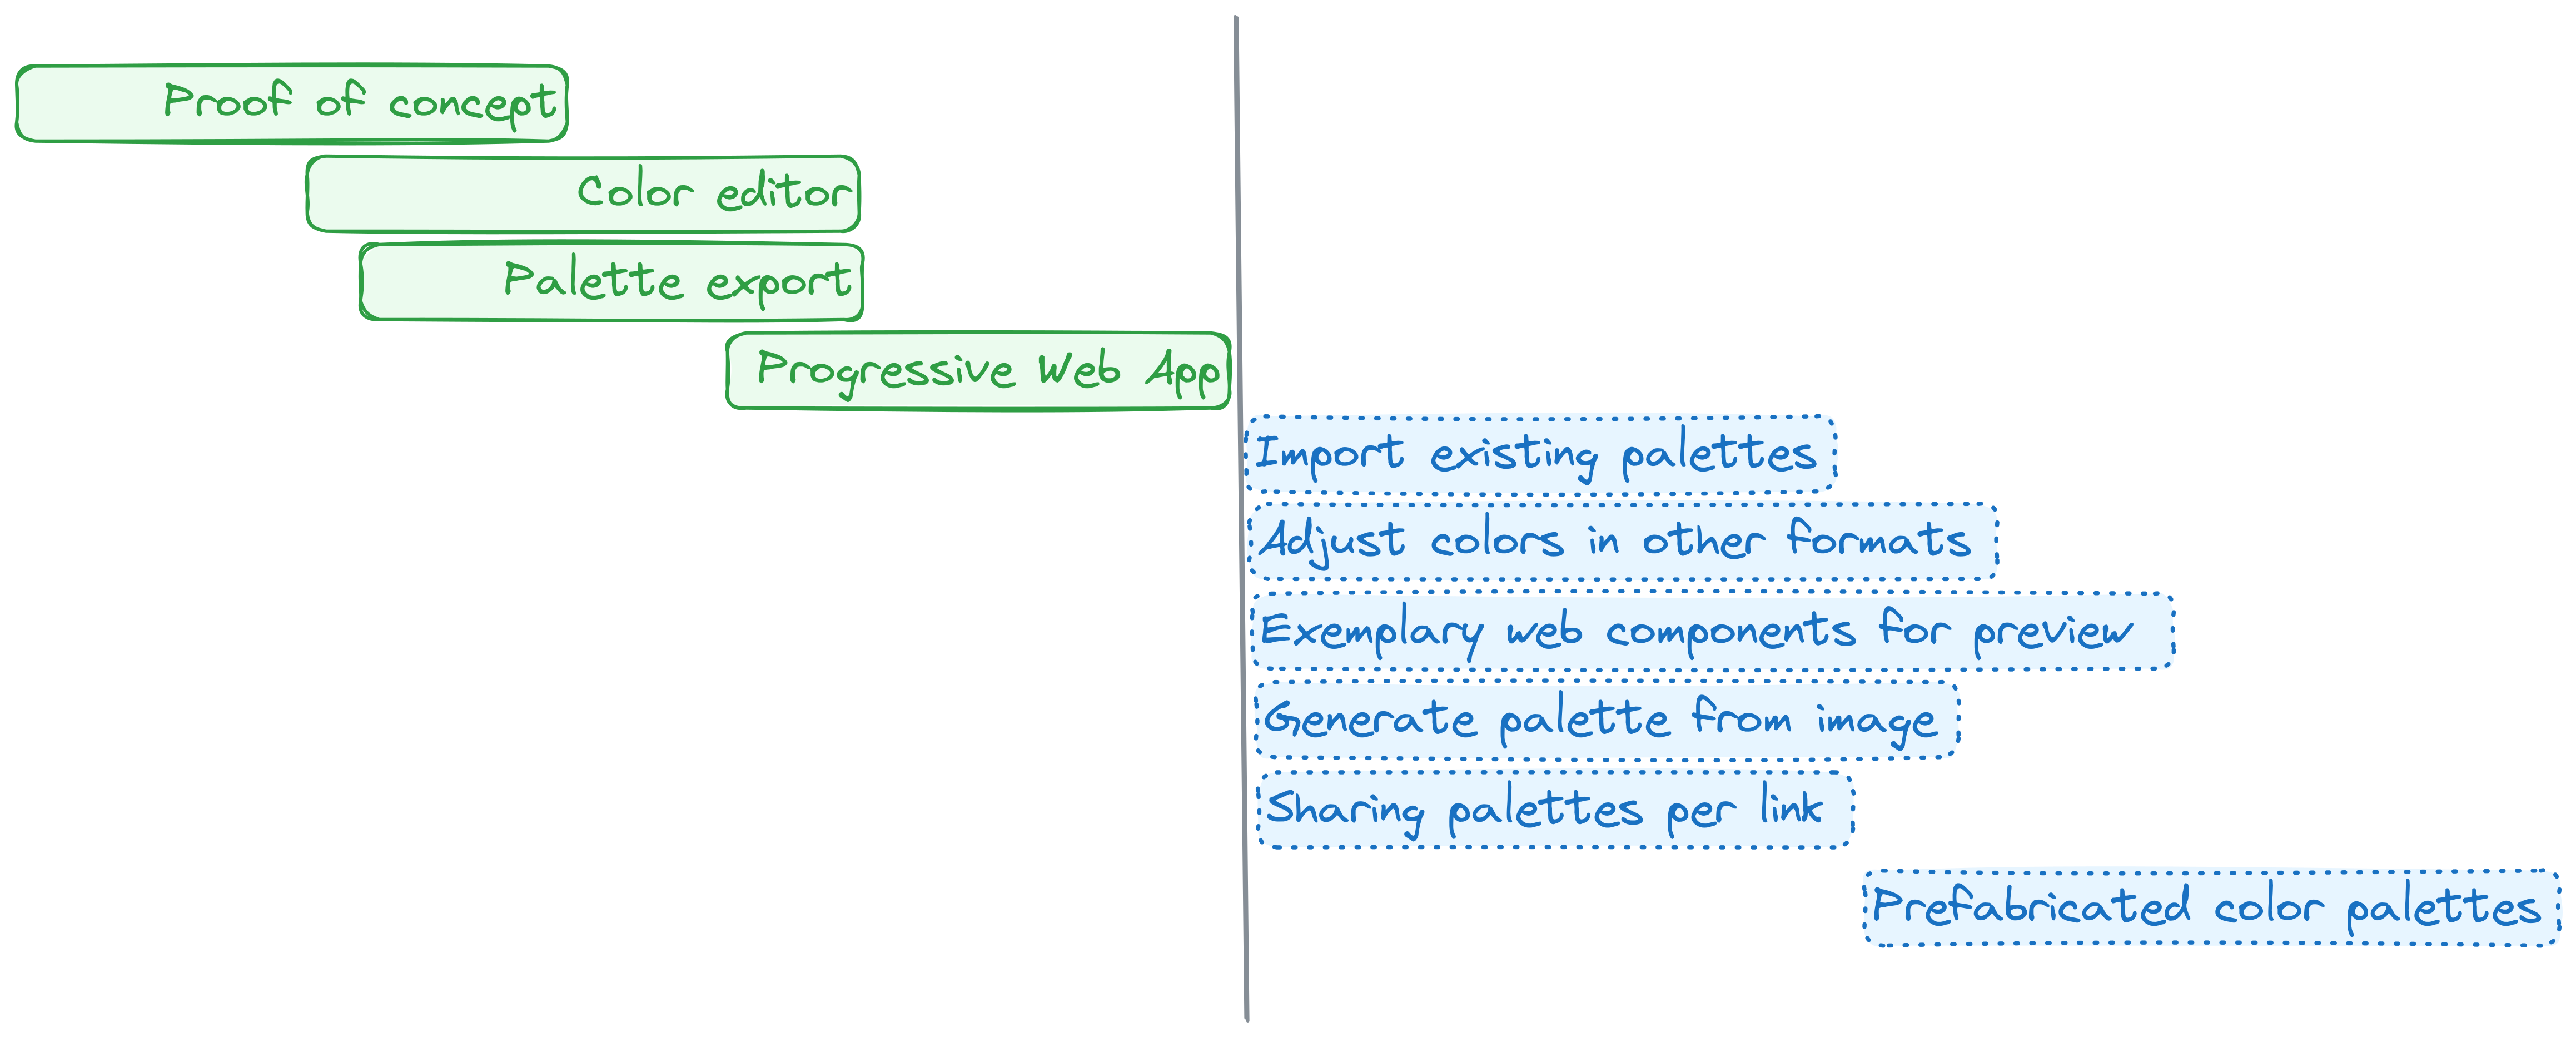 Proof of concept
Color editor
Palette export
Progressive Web App
Import existing palettes
Adjust colors in other formats
Exemplary web components for preview
Generate palette from image
Sharing palettes per link
Prefabricated color palettes